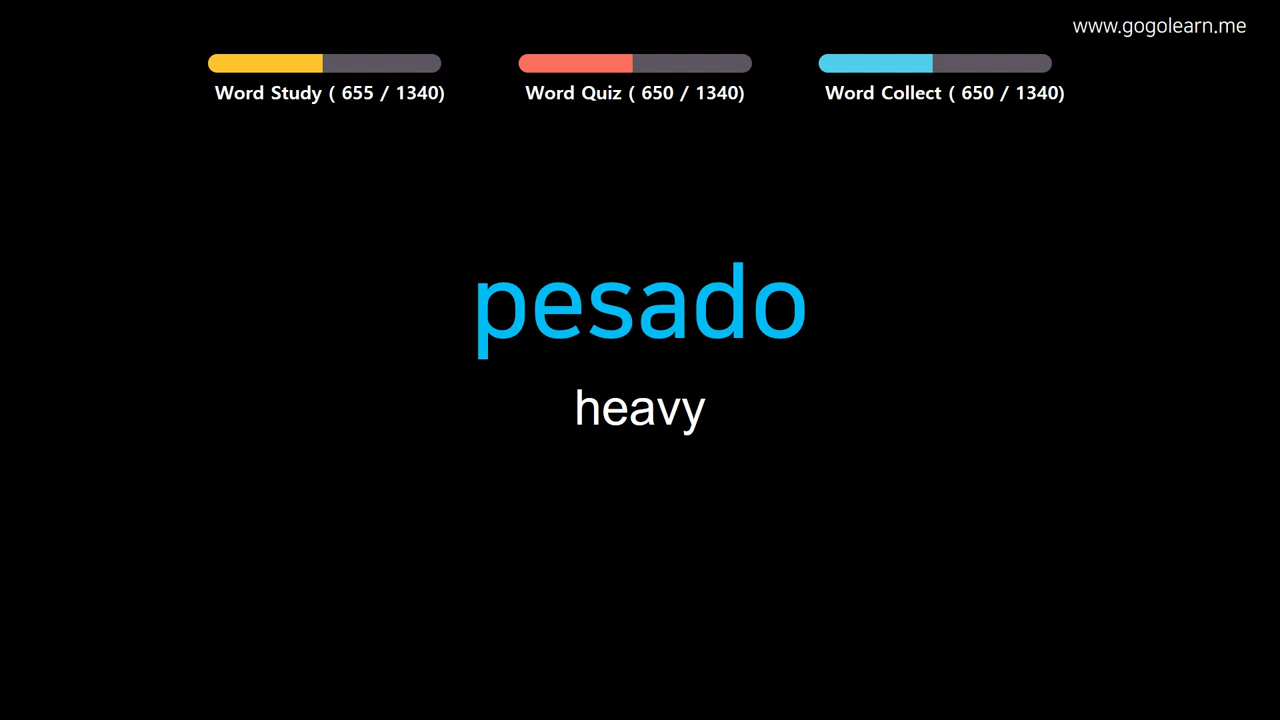 www.gogolearn.me
Word Study ( 655 / 1340)
Word Quiz ( 650 / 1340)
Word Collect ( 650 / 1340)
pesado
heavy